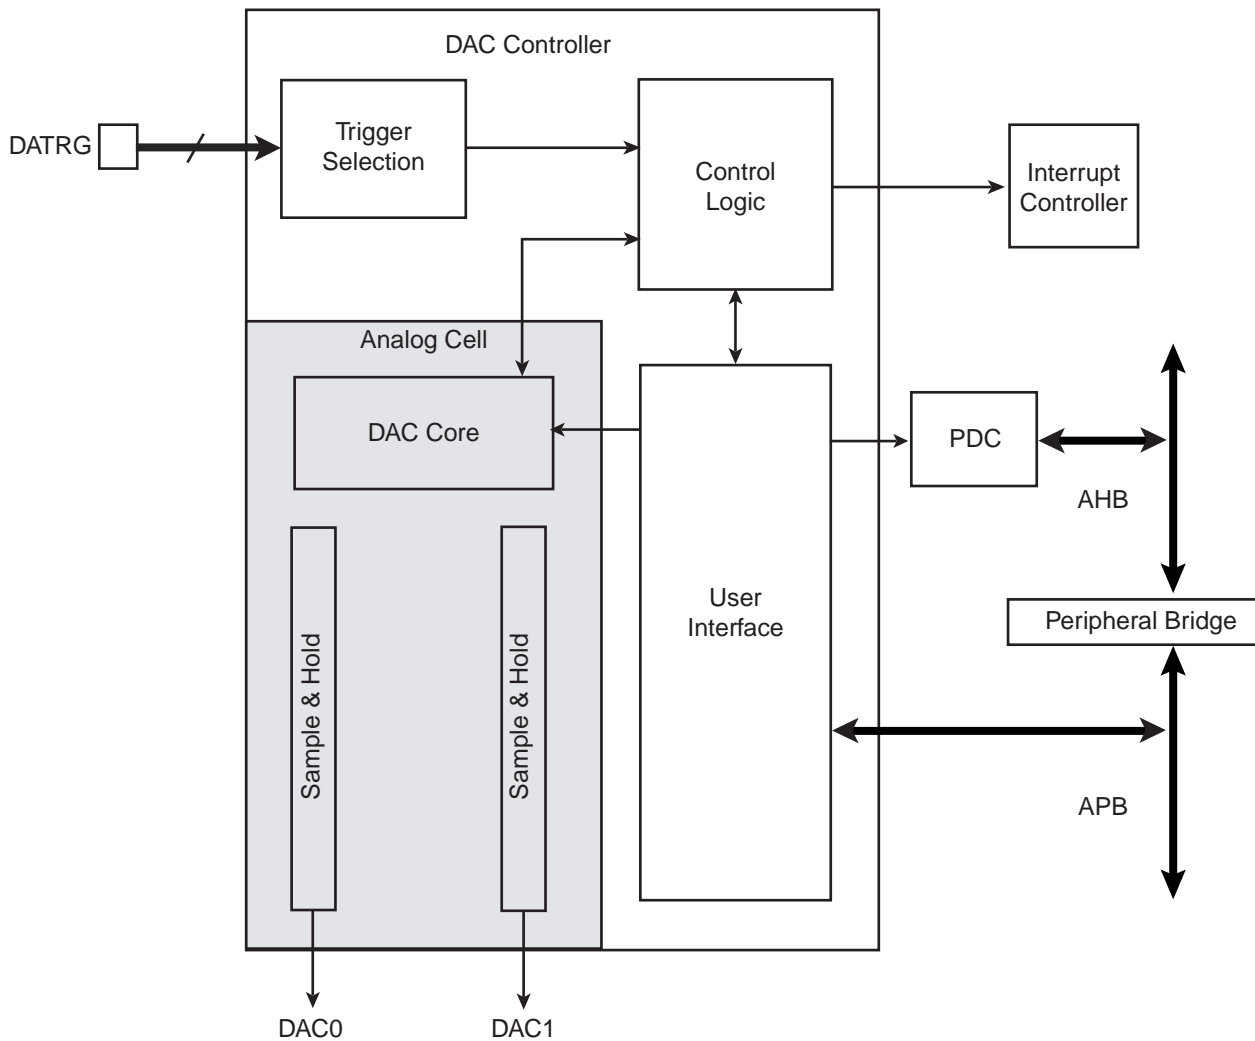 DAC Controller
DATRG
Trigger
Selection
Control
Logic
Interrupt
Controller
Analog Cell
DAC Core
PDC
AHB
User
Interface
Peripheral Bridge
Sample & Hold
Sample & Hold
APB
DAC0
DAC1